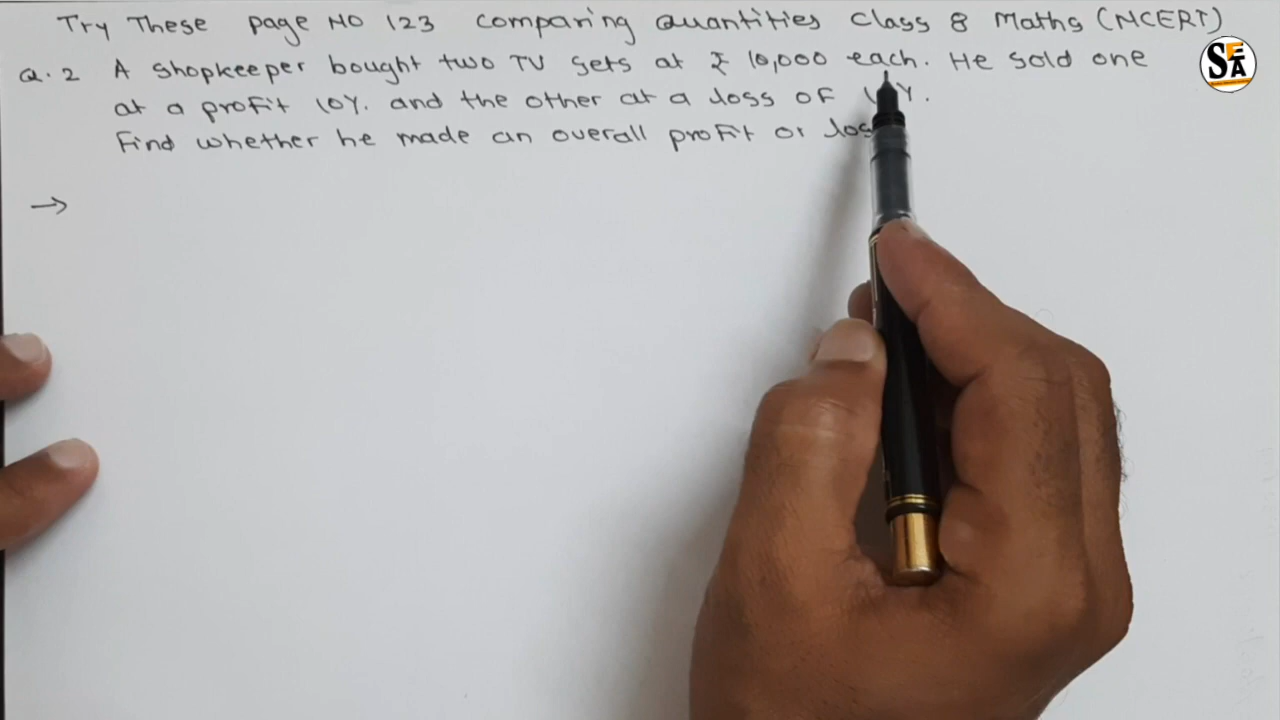 Try These page NO 123 comparing quantities class 8 Maths (NCERT)
Q.2 A shopkeeper bought two TV sets at ₹ 10,000 each. He sold one
at a profit 10%. and the other at a loss of
Find whether he made an overall profit or
SFA